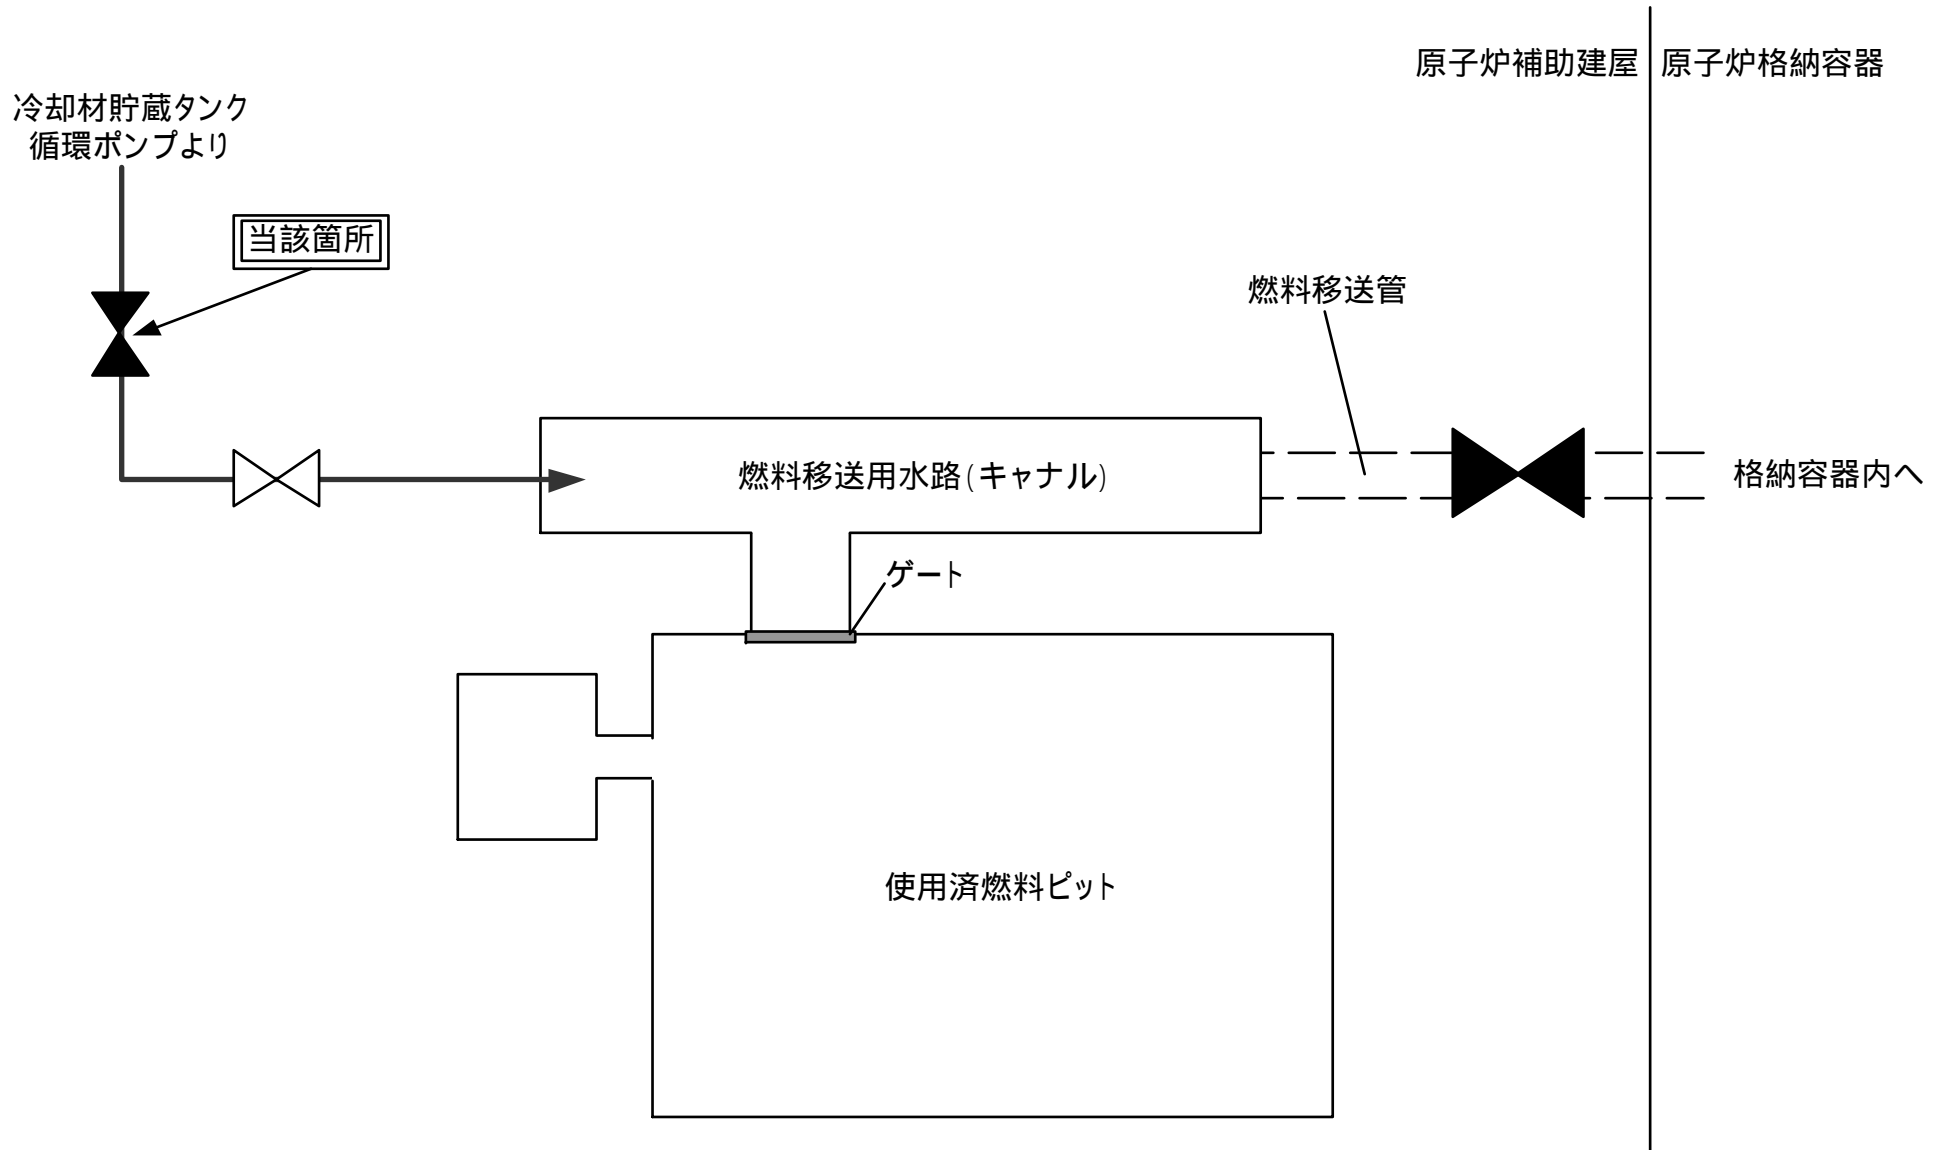 原子炉補助建屋
原子炉格納容器
冷却材貯蔵タンク
循環ポンプより
当該箇所
燃料移送管
燃料移送用水路(キャナル)
格納容器内へ
ゲート
使用済燃料ピット